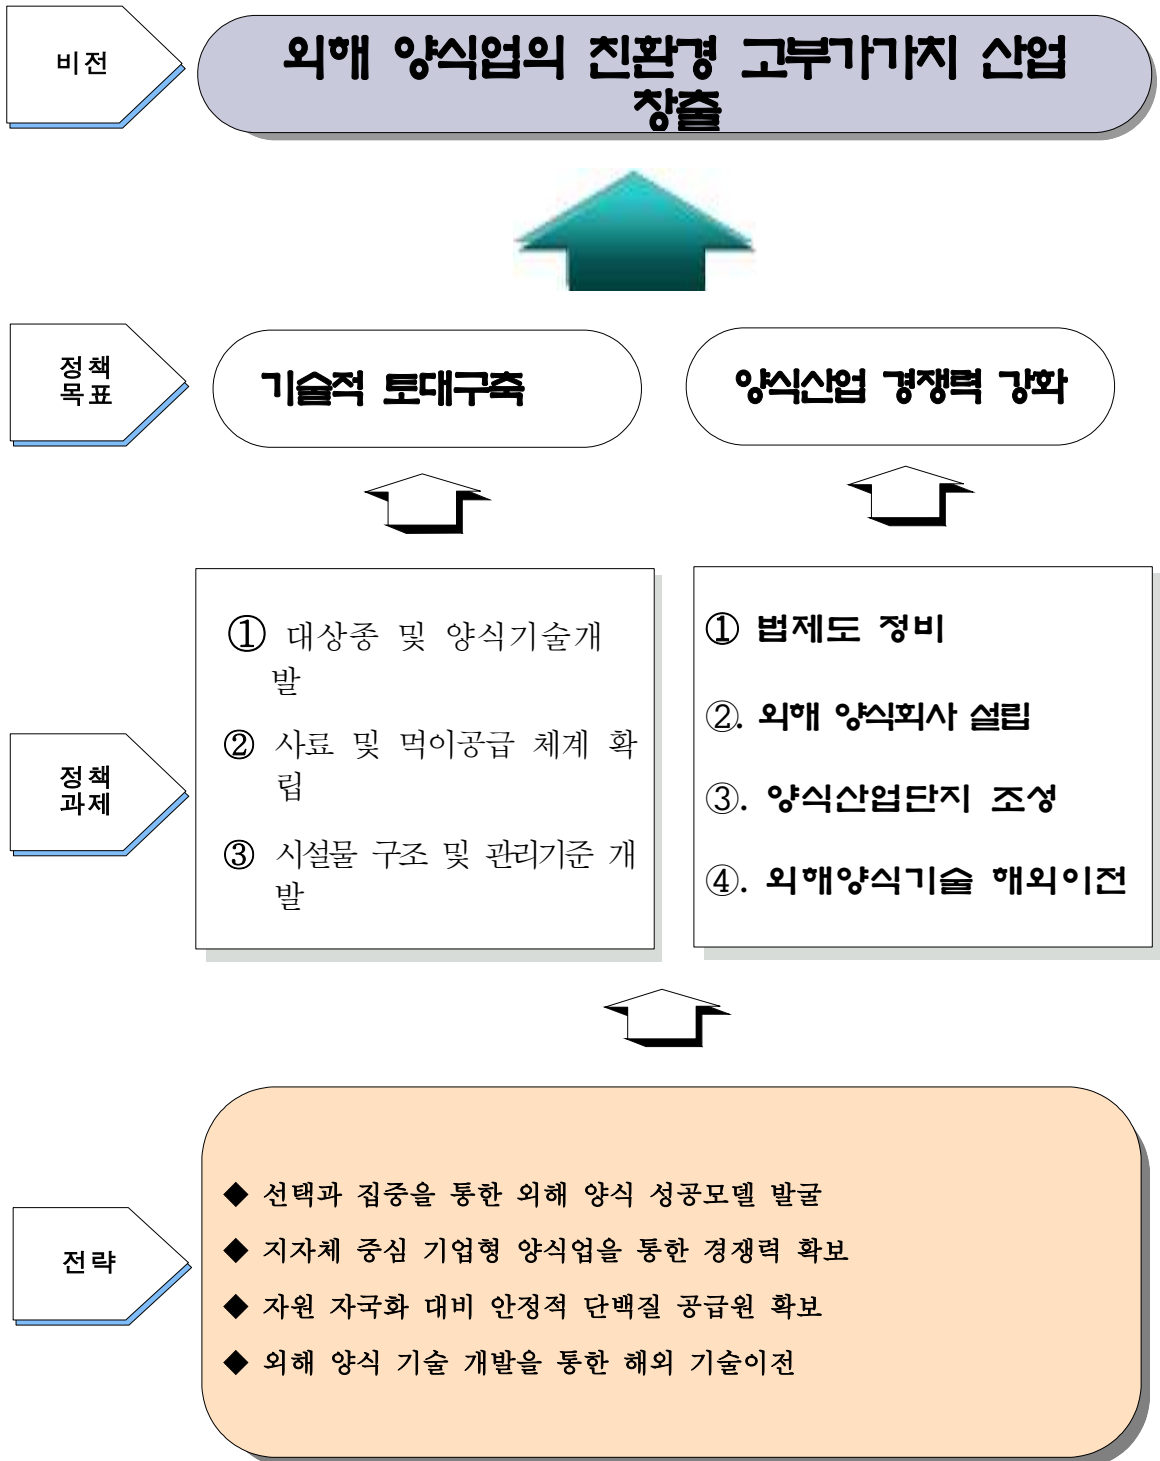 비전
외해 양식업의 친환경 고부가가치 산업
창출
정책
목표
기술적 토대구축
양식산업 경쟁력 강화
정책
과제
① 대상종 및 양식기술개
발
② 사료 및 먹이공급 체계 확
립
③ 시설물 구조 및 관리기준 개
발
① 법제도 정비
②. 외해 양식회사 설립
③. 양식산업단지 조성
④. 외해양식기술 해외이전
전략
◆ 선택과 집중을 통한 외해 양식 성공모델 발굴
◆ 지자체 중심 기업형 양식업을 통한 경쟁력 확보
◆ 자원 자국화 대비 안정적 단백질 공급원 확보
◆ 외해 양식 기술 개발을 통한 해외 기술이전